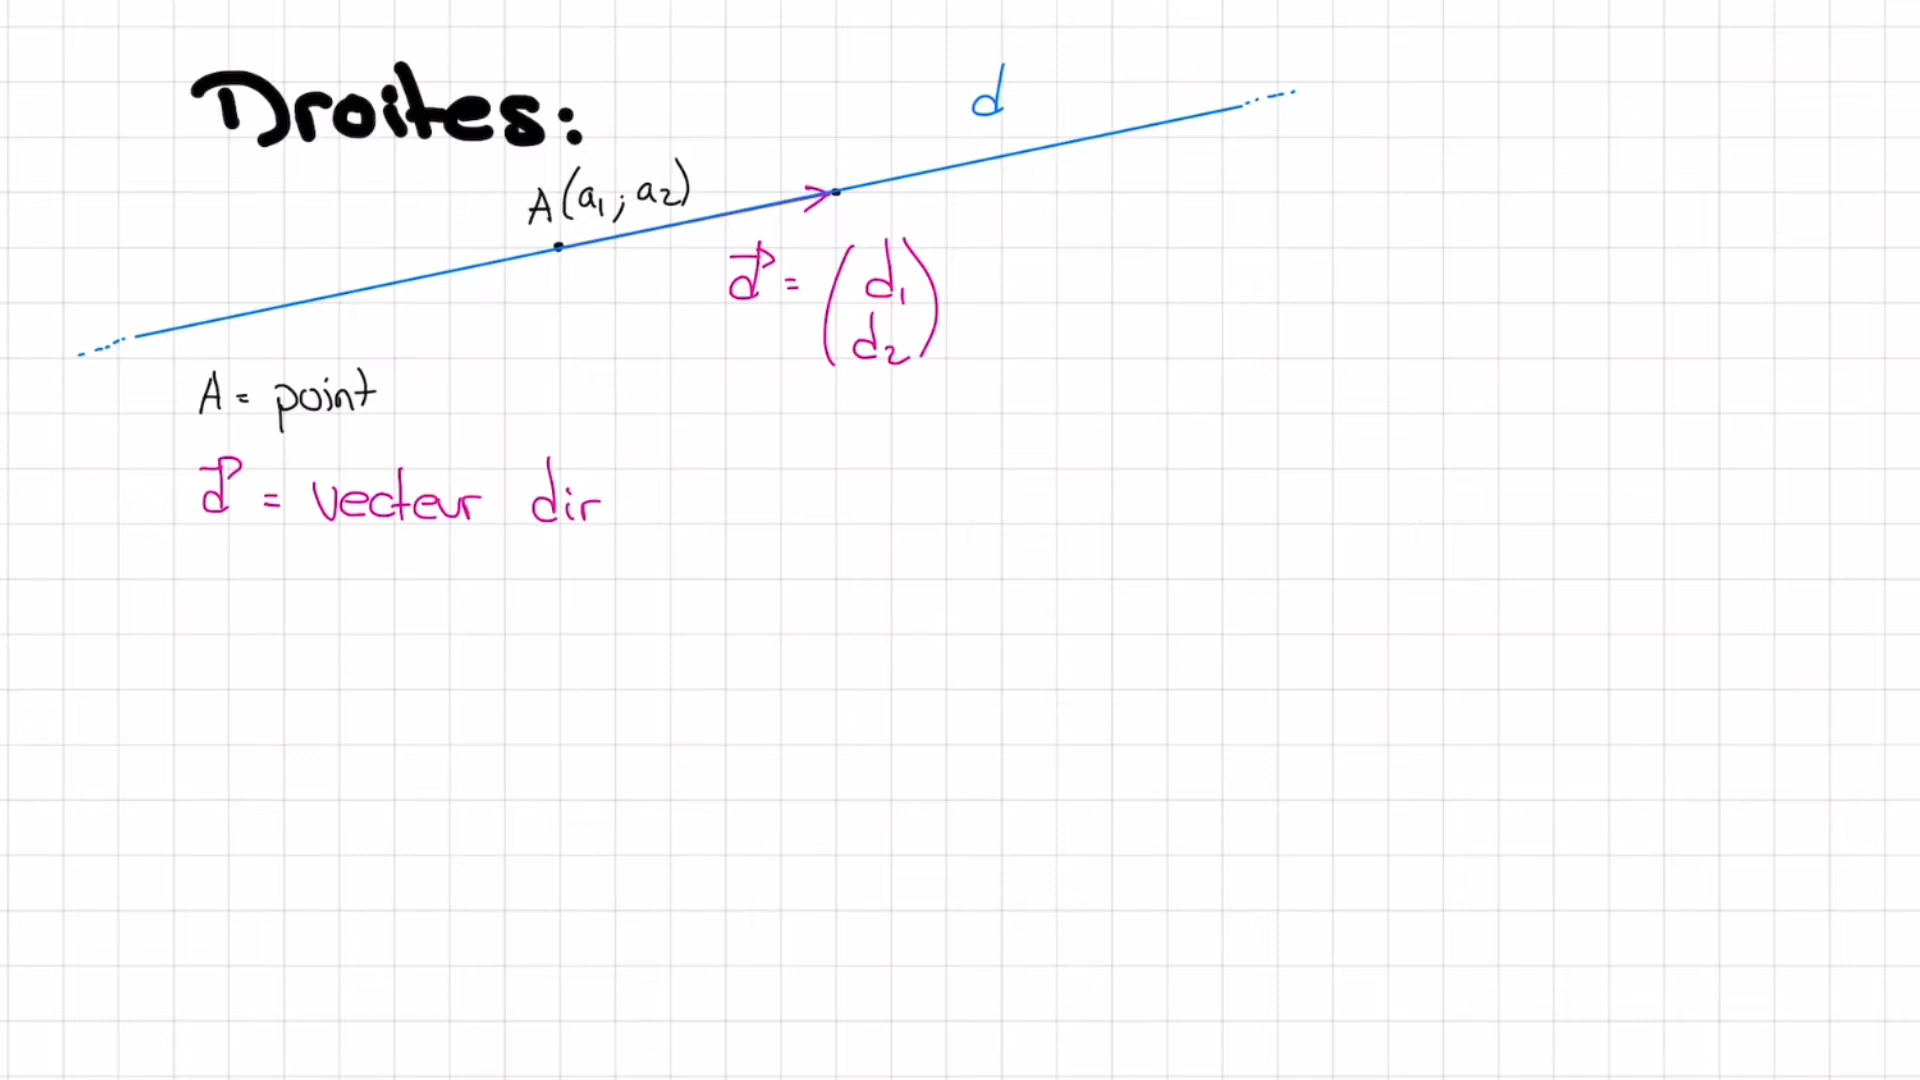 Droites:
d
A(a₁; a₂)
d⃗ = (d₁
d₂)
A = point
d⃗ = vecteur dir